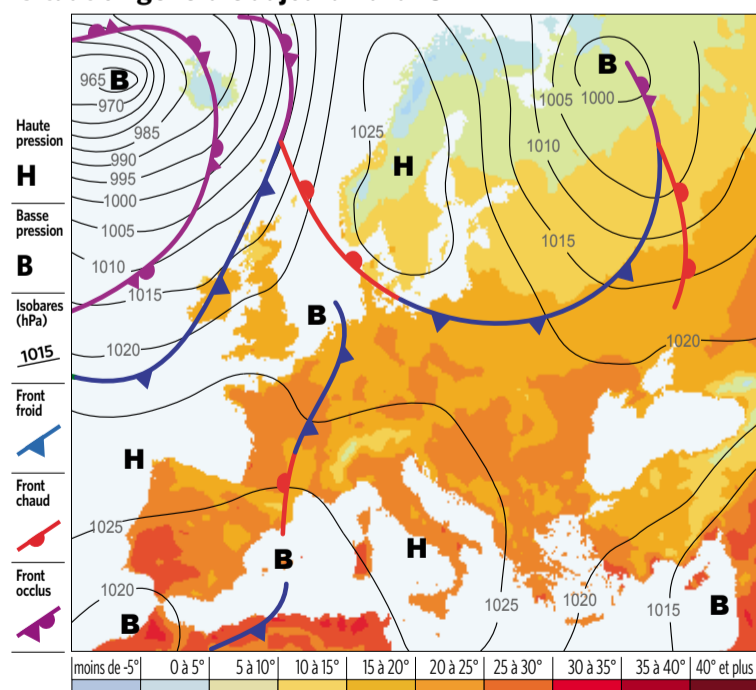 Haute
pression
H
Basse
pression
B
Isobares
(hPa)
1015
Front
froid
Front
chaud
Front
occlus
965
B
970
985
990
995
1000
1005
1010
1015
1020
1025
H
B
1005
1000
1010
1015
1020
B
H
1025
1020
B
B
H
1025
1020
1015
B
moins de -5°
0 à 5°
5 à 10°
10 à 15°
15 à 20°
20 à 25°
25 à 30°
30 à 35°
35 à 40°
40° et plus